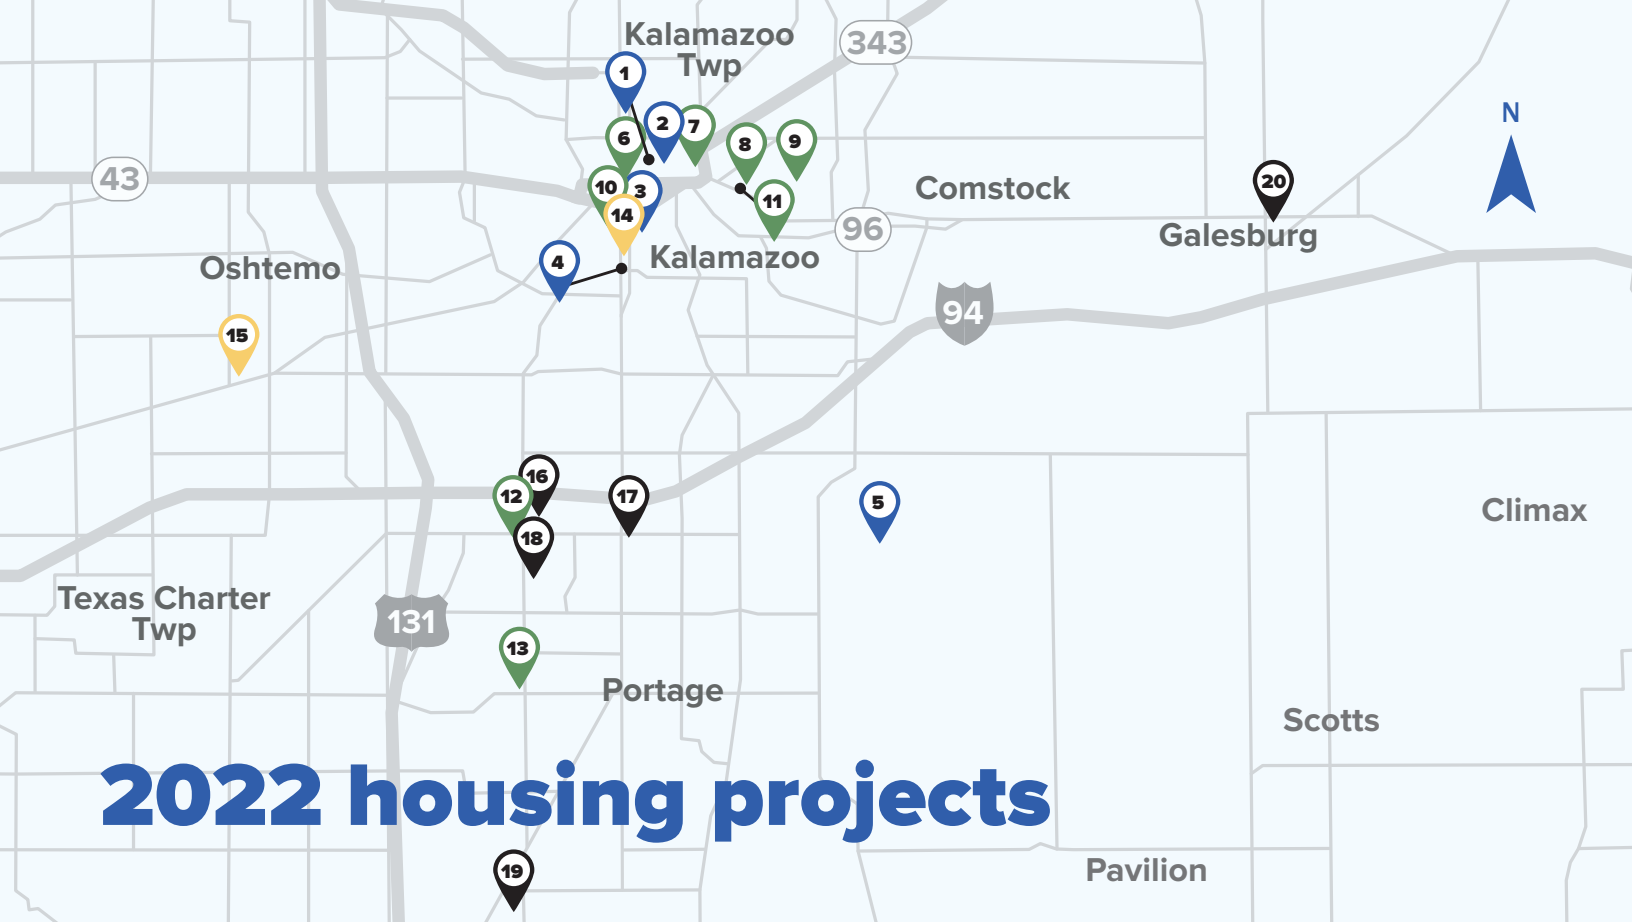 Kalamazoo
Twp
343
1
N
2
7
6
8
9
43
20
10
3
Comstock
11
14
96
Galesburg
Kalamazoo
4
Oshtemo
94
15
16
12
17
5
Climax
18
Texas Charter
Twp
131
13
Portage
Scotts
2022 housing projects
19
Pavilion